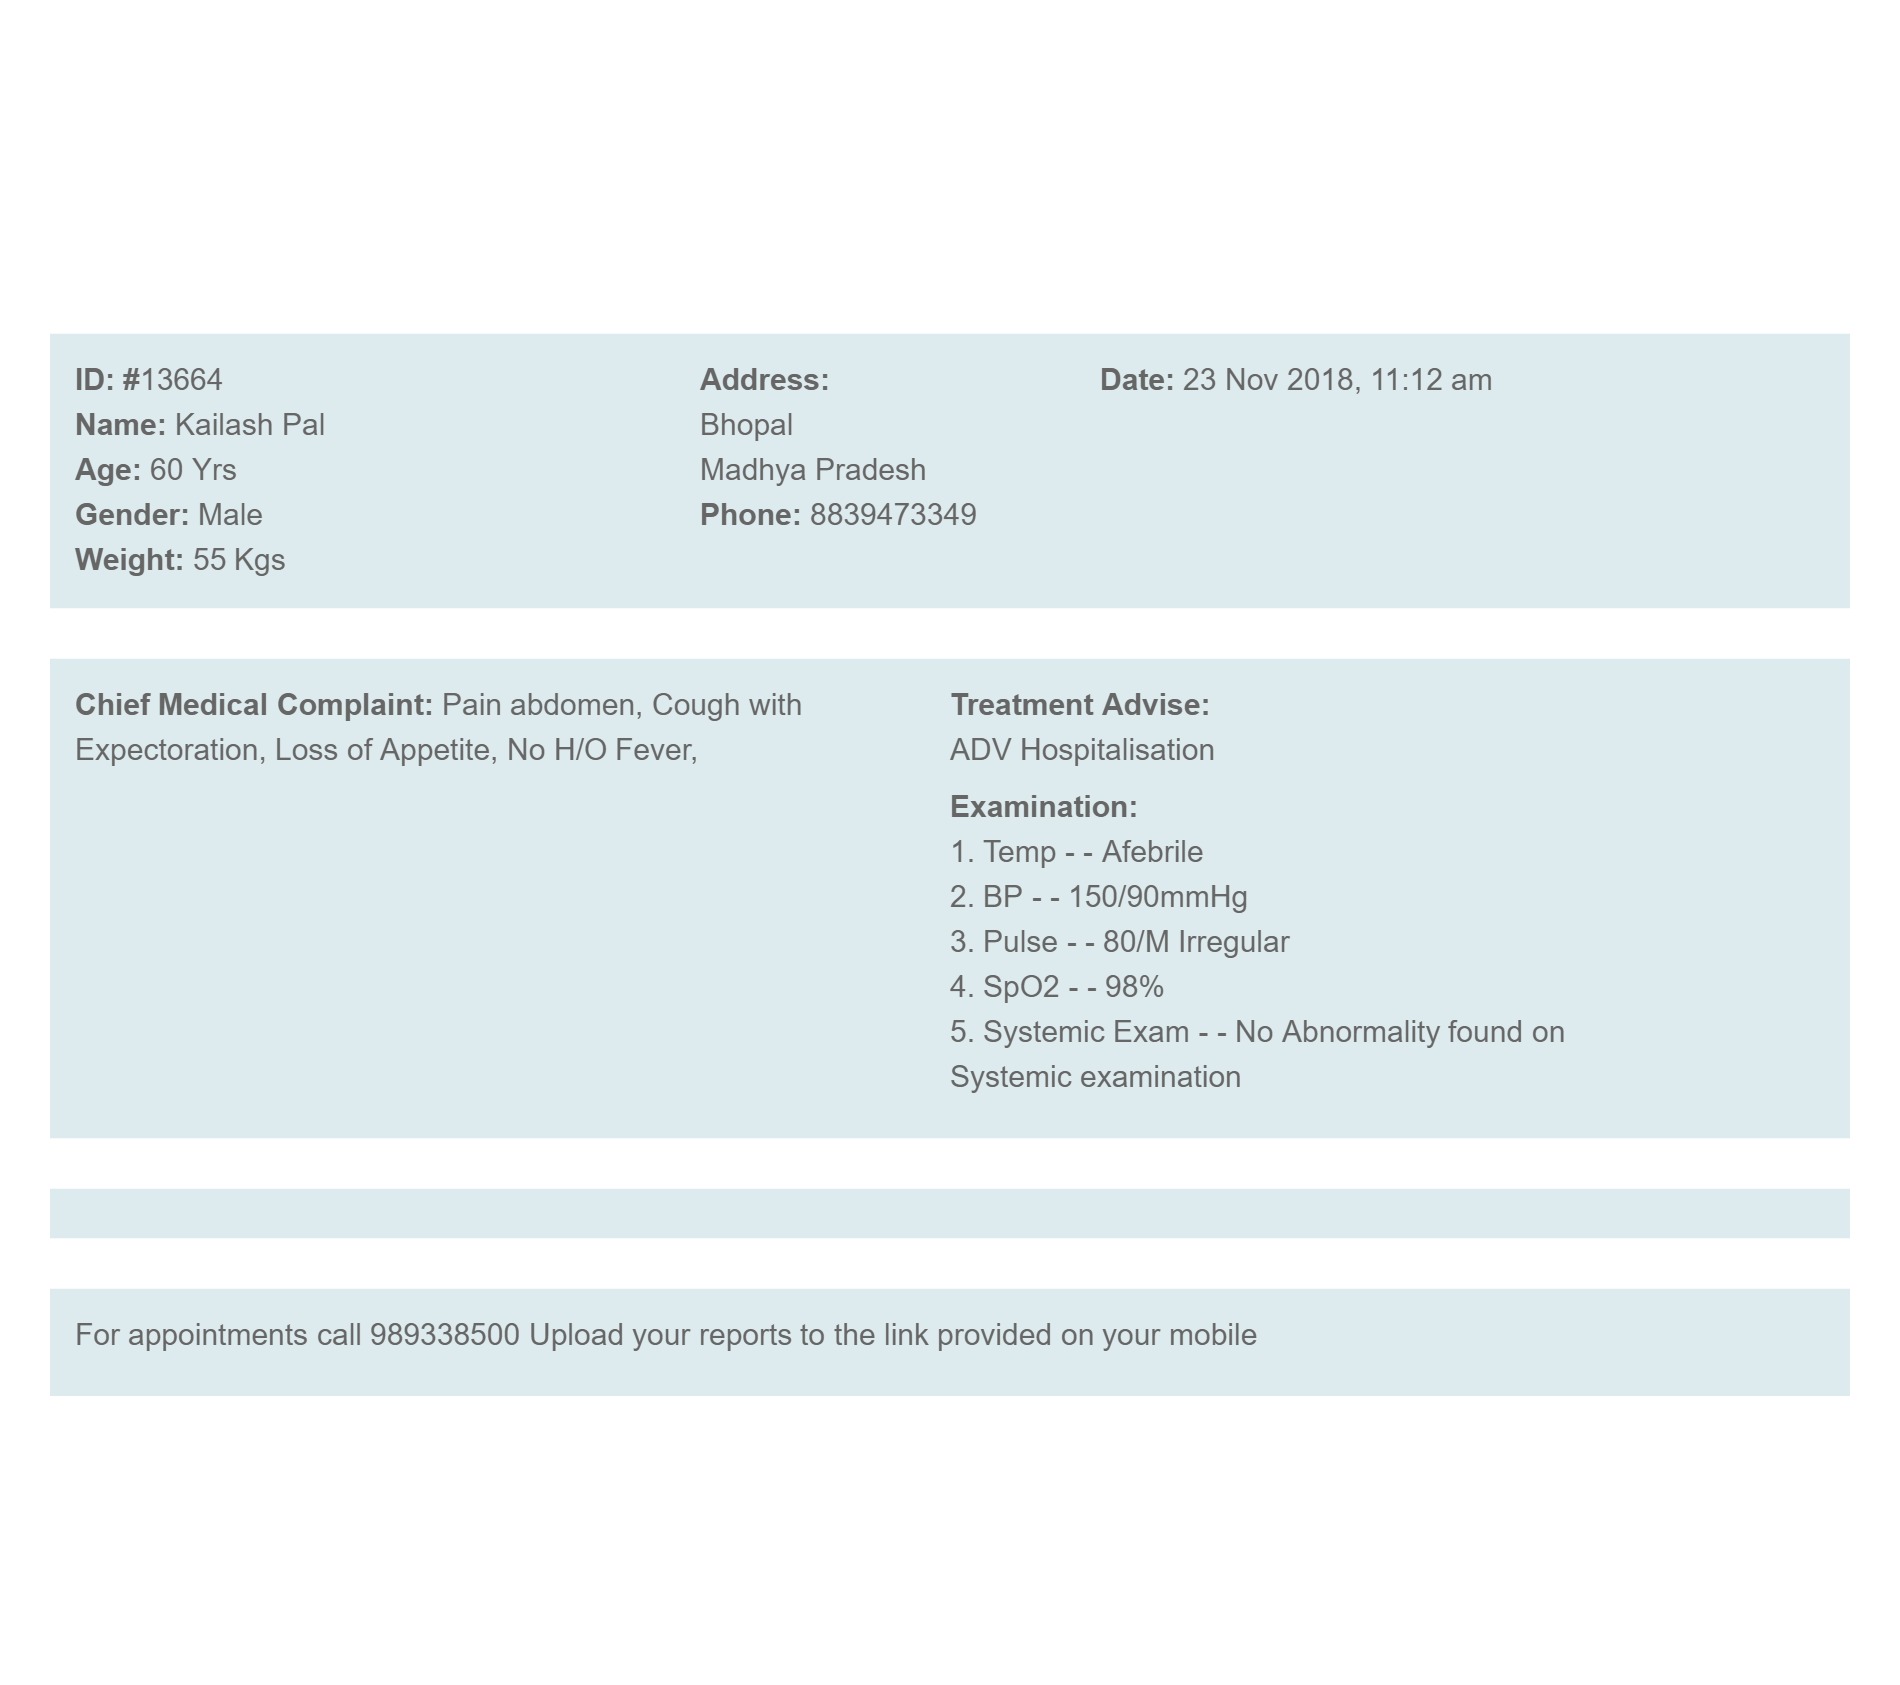 ID: #13664
Name: Kailash Pal
Age: 60 Yrs
Gender: Male
Weight: 55 Kgs
Address:
Bhopal
Madhya Pradesh
Phone: 8839473349
Date: 23 Nov 2018, 11:12 am
Chief Medical Complaint: Pain abdomen, Cough with
Expectoration, Loss of Appetite, No H/O Fever,
Treatment Advise:
ADV Hospitalisation
Examination:
1. Temp - - Afebrile
2. BP - - 150/90mmHg
3. Pulse - - 80/M Irregular
4. SpO2 - - 98%
5. Systemic Exam - - No Abnormality found on
Systemic examination
For appointments call 989338500 Upload your reports to the link provided on your mobile